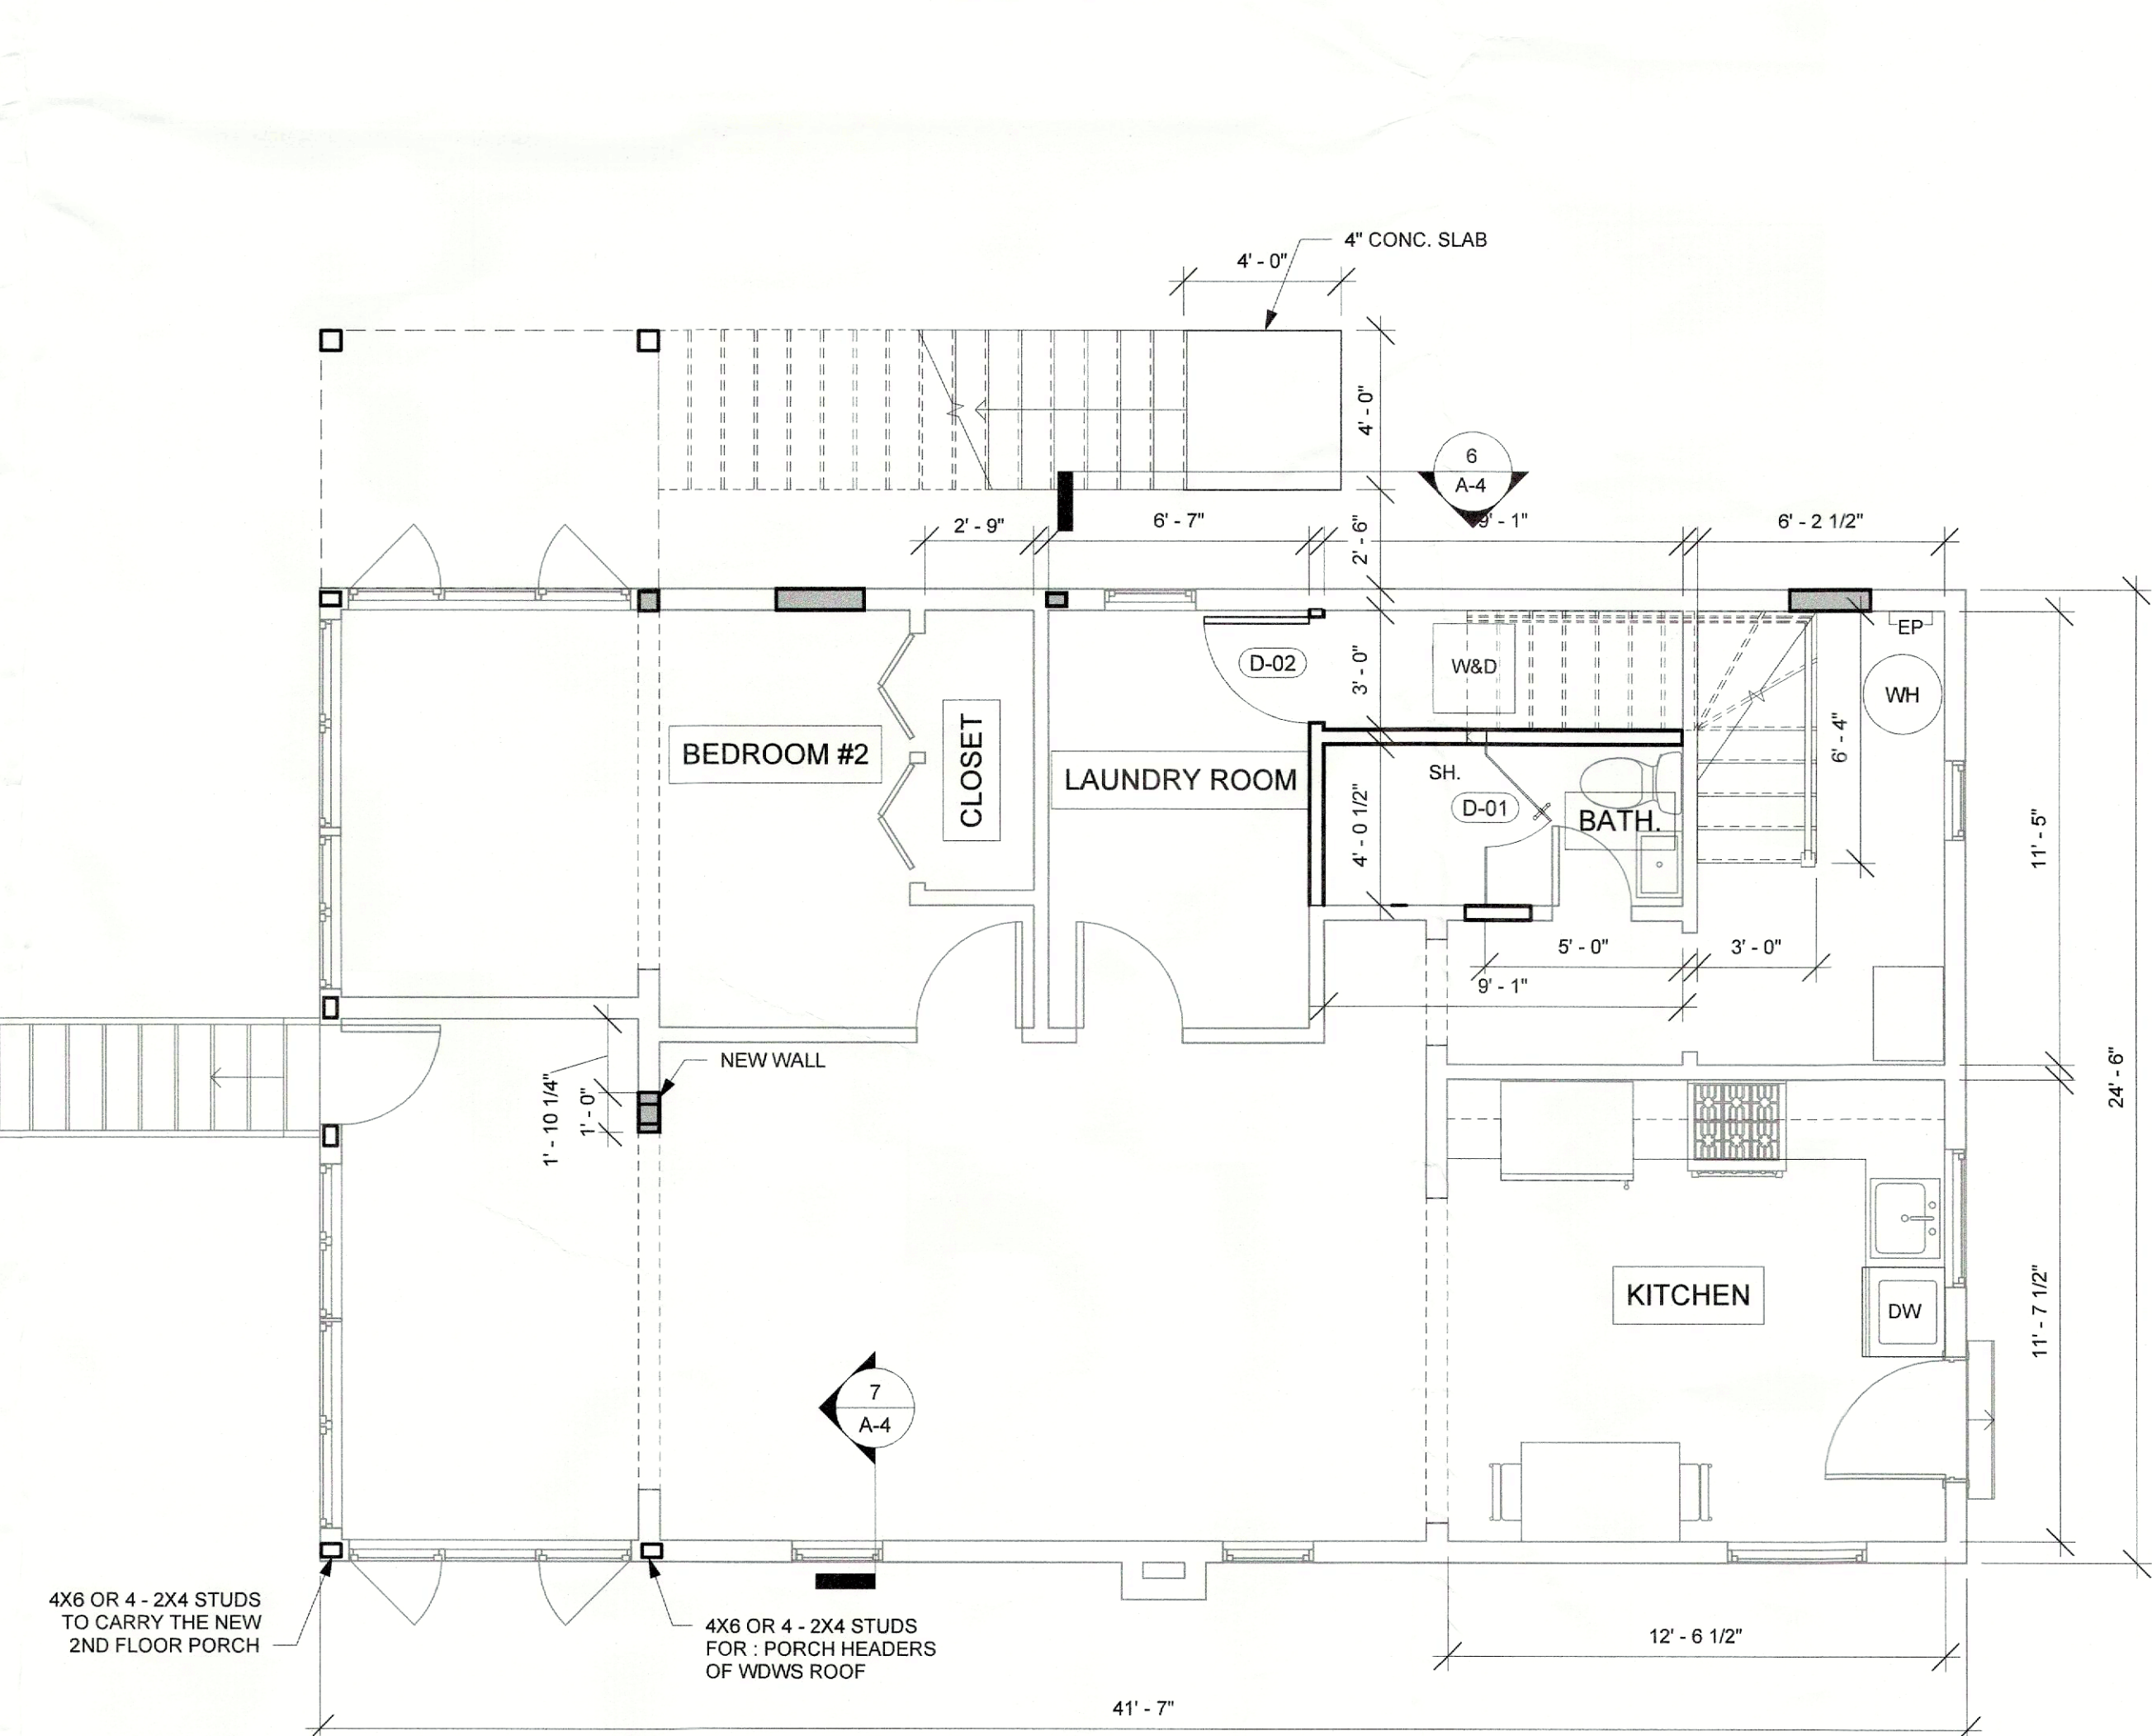 4" CONC. SLAB
4' - 0"
4' - 0"
6
A-4
2' - 9"
6' - 7"
2' - 6"
9' - 1"
6' - 2 1/2"
EP
D-02
W&D
3' - 0"
WH
6' - 4"
BEDROOM #2
CLOSET
LAUNDRY ROOM
SH.
D-01
BATH.
4' - 0 1/2"
11' - 5"
5' - 0"
3' - 0"
9' - 1"
NEW WALL
1' - 10 1/4"
1' - 0"
24' - 6"
KITCHEN
DW
11' - 7 1/2"
7
A-4
4X6 OR 4 - 2X4 STUDS
TO CARRY THE NEW
2ND FLOOR PORCH
4X6 OR 4 - 2X4 STUDS
FOR : PORCH HEADERS
OF WDWS ROOF
12' - 6 1/2"
41' - 7"